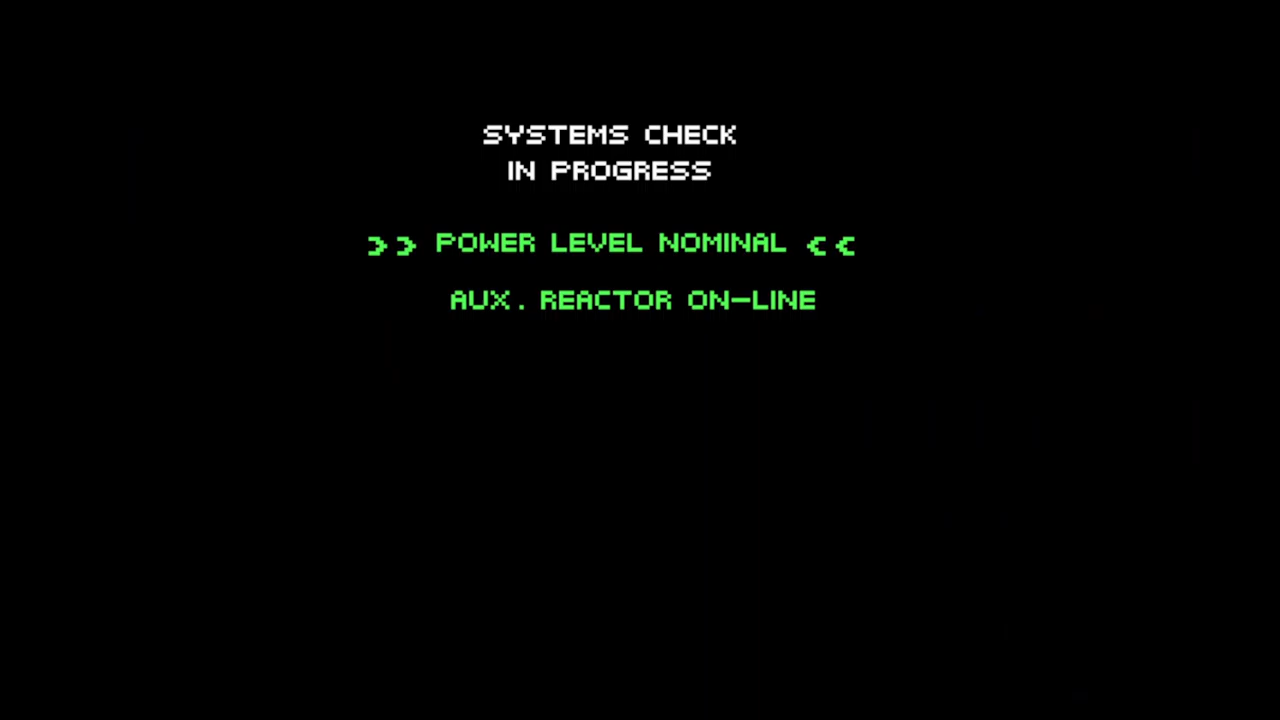 SYSTEMS CHECK
IN PROGRESS
>> POWER LEVEL NOMINAL <<
AUX. REACTOR ON-LINE